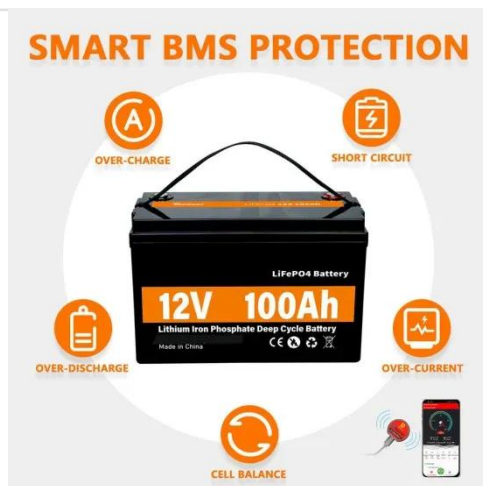 SMART BMS PROTECTION
A
OVER-CHARGE
SHORT CIRCUIT
LiFePO4 Battery
12V 100Ah
Lithium Iron Phosphate Deep Cycle Battery
Made in China
CE
OVER-DISCHARGE
OVER-CURRENT
CELL BALANCE